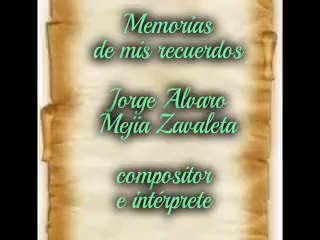 Memorias
de mis recuerdos
Jorge Alvaro
Mejía Zavaleta
compositor
e intérprete